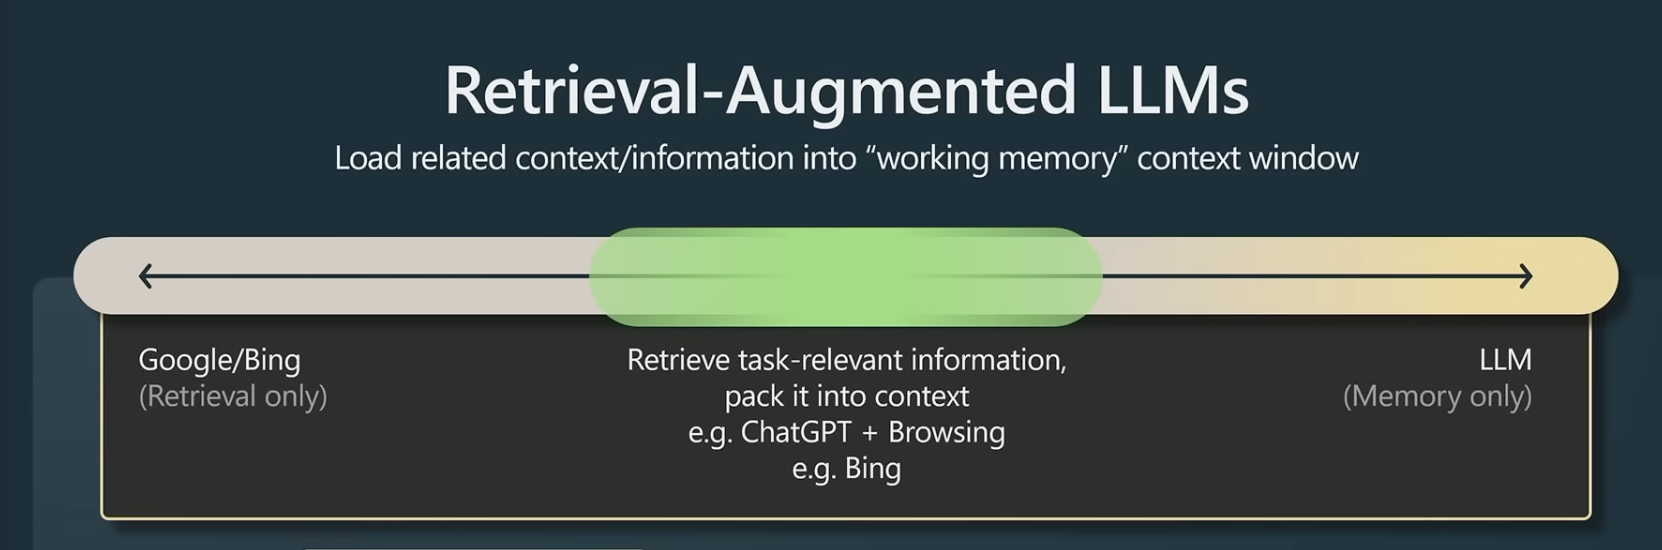 Retrieval-Augmented LLMs
Load related context/information into “working memory” context window
Google/Bing
(Retrieval only)
Retrieve task-relevant information,
pack it into context
e.g. ChatGPT + Browsing
e.g. Bing
LLM
(Memory only)